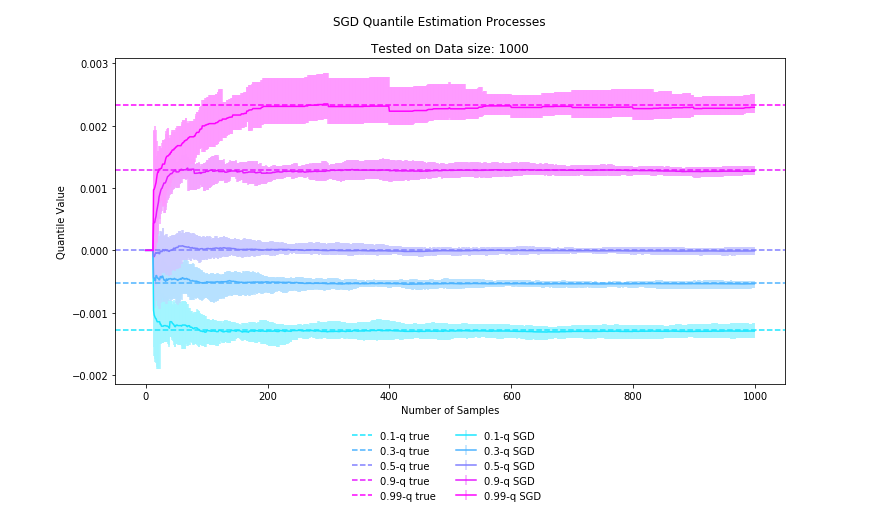 SGD Quantile Estimation Processes
Tested on Data size: 1000
0.003
0.002
0.001
0.000
−0.001
−0.002
Quantile Value
0 200 400 600 800 1000
Number of Samples
0.1-q true 0.1-q SGD
0.3-q true 0.3-q SGD
0.5-q true 0.5-q SGD
0.9-q true 0.9-q SGD
0.99-q true 0.99-q SGD